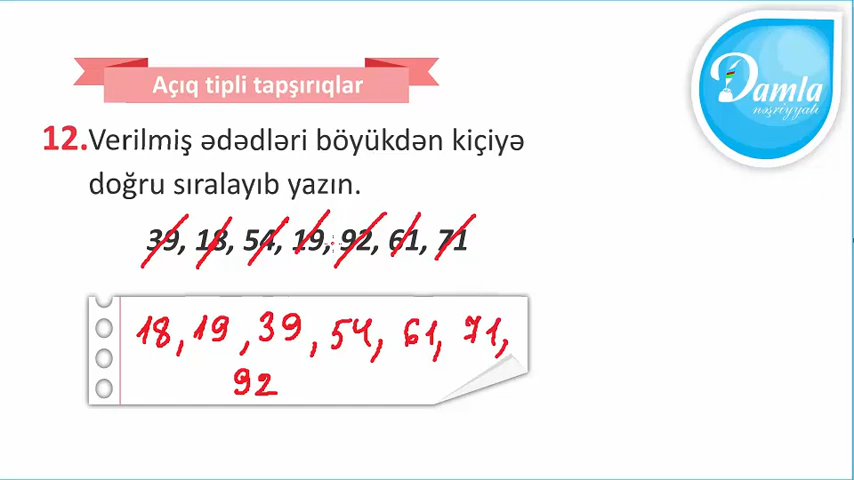 Açıq tipli tapşırıqlar
Damla
nəşriyyatı
12. Verilmiş ədədləri böyükdən kiçiyə
doğru sıralayıb yazın.
39, 18, 54, 19, 92, 61, 71
18, 19, 39, 54, 61, 71,
92